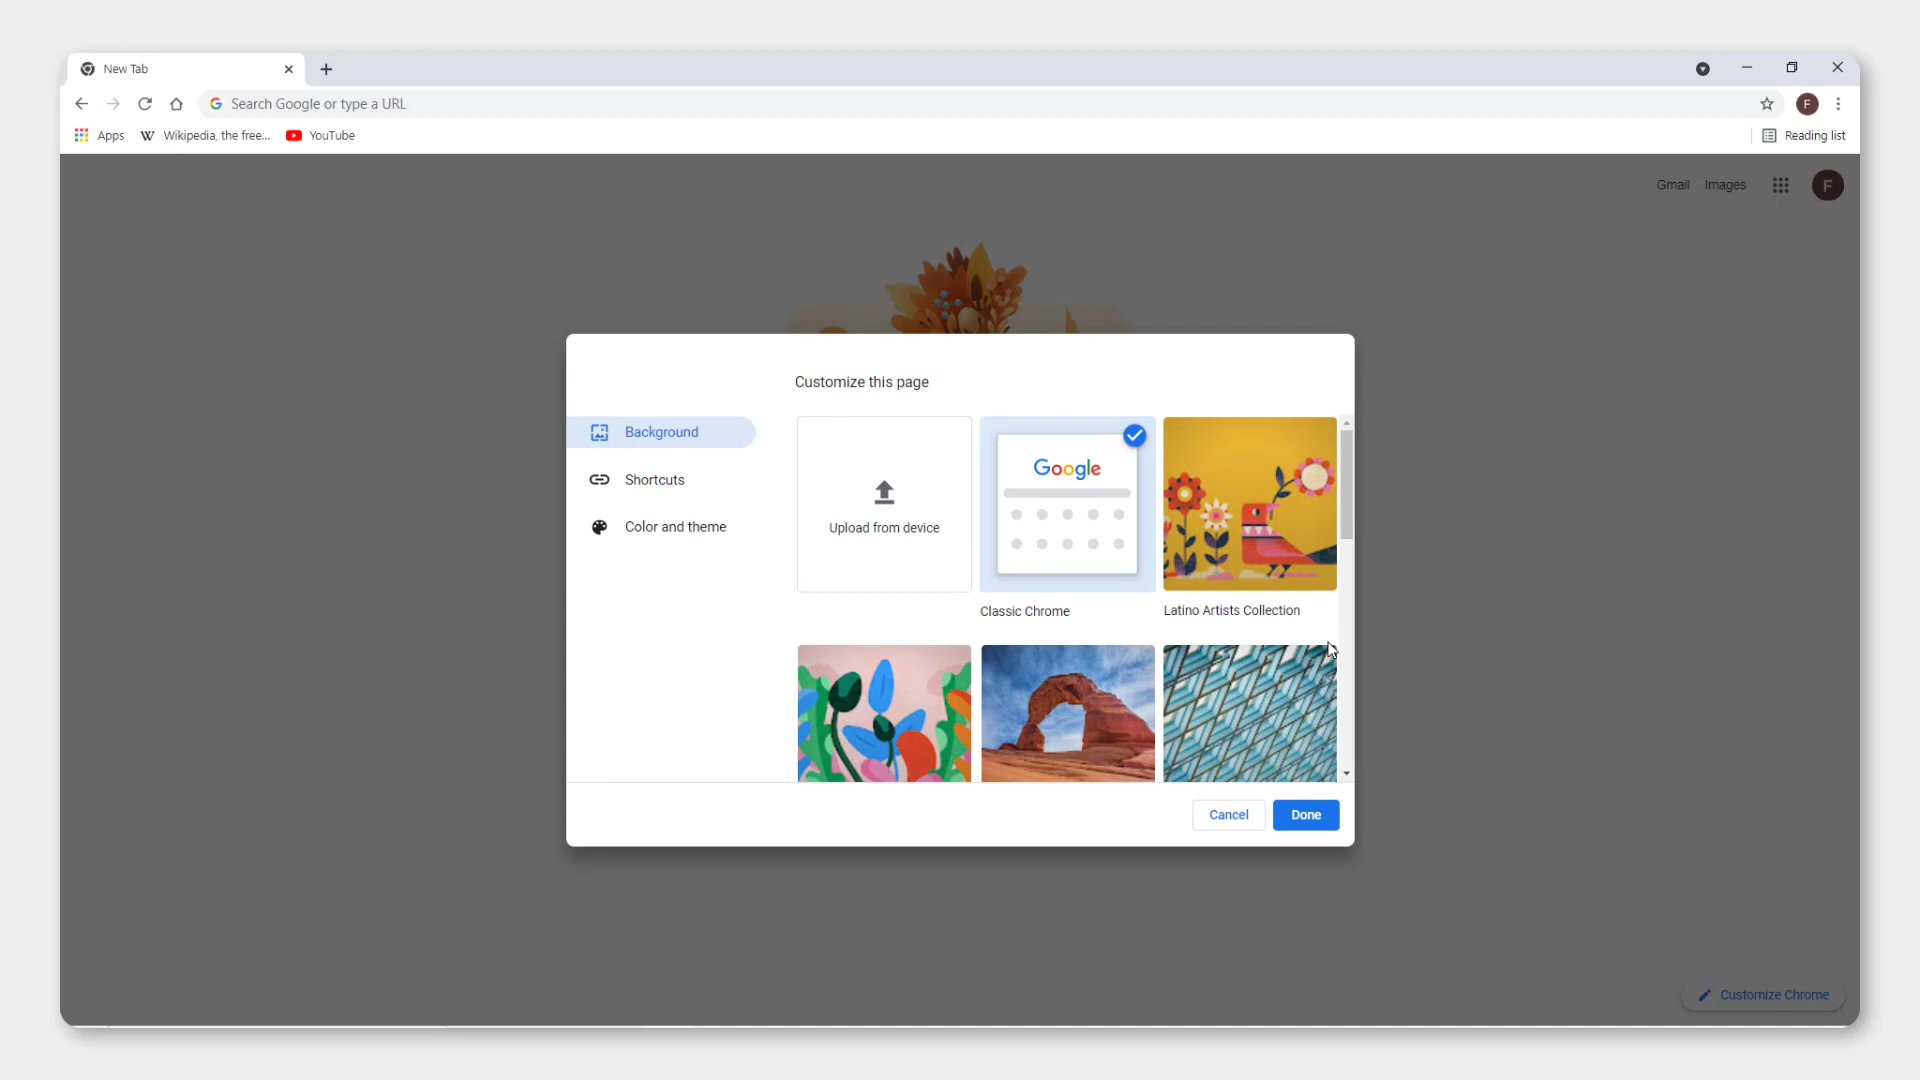 New Tab
Search Google or type a URL
F
Apps
Wikipedia, the free...
YouTube
Reading list
Gmail
Images
F
Customize this page
Background
Shortcuts
Color and theme
Upload from device
Google
Classic Chrome
Latino Artists Collection
Cancel
Done
Customize Chrome